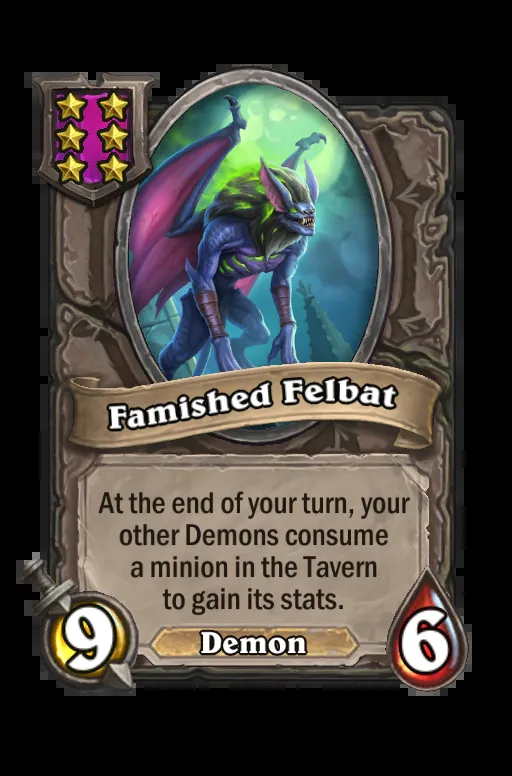 Famished Felbat
At the end of your turn, your
other Demons consume
a minion in the Tavern
to gain its stats.
9
Demon
6